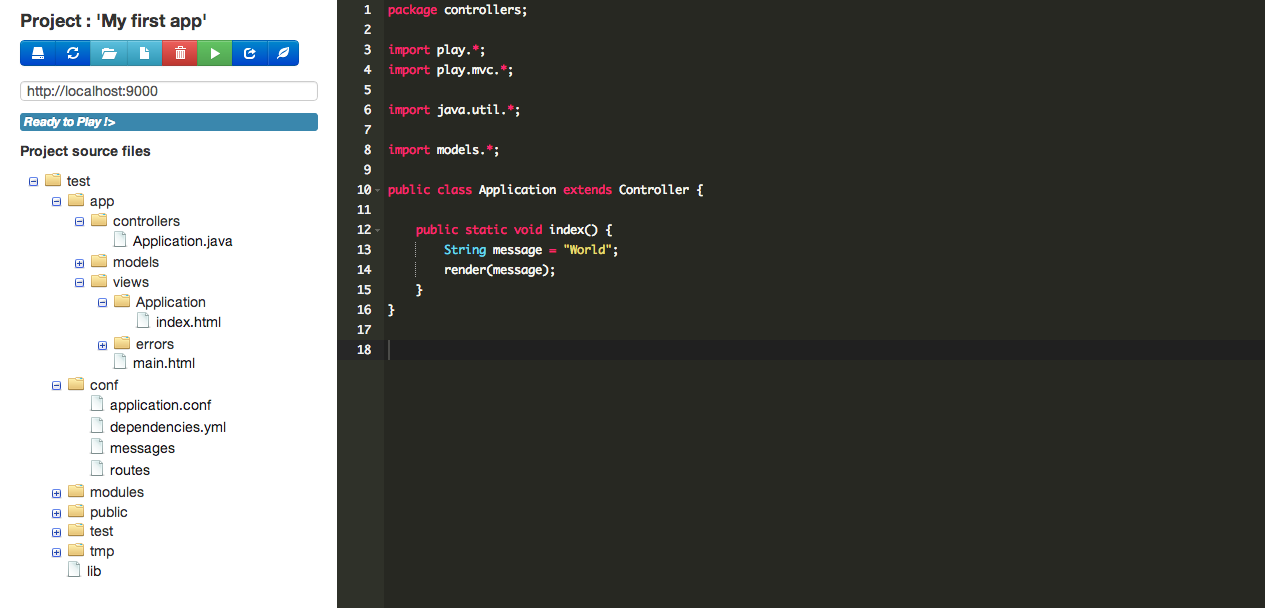 Project : 'My first app'
http://localhost:9000
Ready to Play !>
Project source files
test
app
controllers
Application.java
models
views
Application
index.html
errors
main.html
conf
application.conf
dependencies.yml
messages
routes
modules
public
test
tmp
lib
1 package controllers;
2
3 import play.*;
4 import play.mvc.*;
5
6 import java.util.*;
7
8 import models.*;
9
10 public class Application extends Controller {
11
12     public static void index() {
13         String message = "World";
14         render(message);
15     }
16 }
17
18